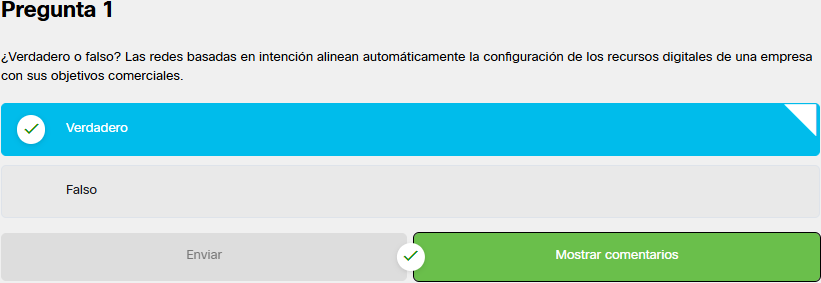 Pregunta 1
¿Verdadero o falso? Las redes basadas en intención alinean automáticamente la configuración de los recursos digitales de una empresa
con sus objetivos comerciales.
Verdadero
Falso
Enviar
Mostrar comentarios